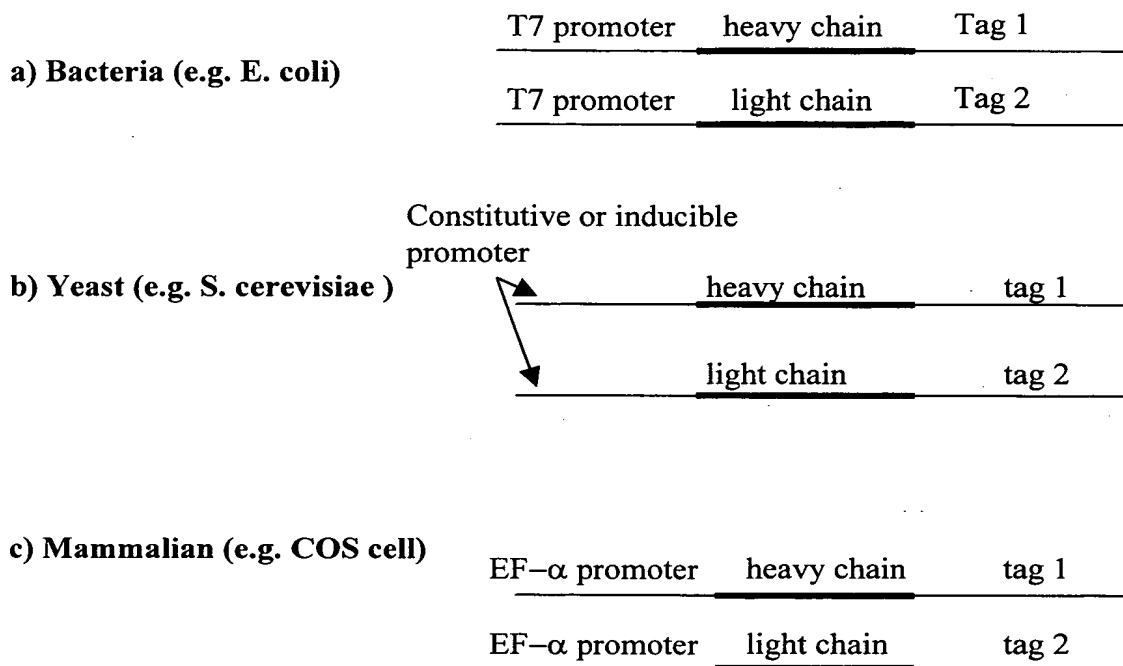 T7 promoter heavy chain Tag 1
a) Bacteria (e.g. E. coli)
T7 promoter light chain Tag 2
Constitutive or inducible
promoter
b) Yeast (e.g. S. cerevisiae )
heavy chain tag 1
light chain tag 2
c) Mammalian (e.g. COS cell)
EF−α promoter heavy chain tag 1
EF−α promoter light chain tag 2